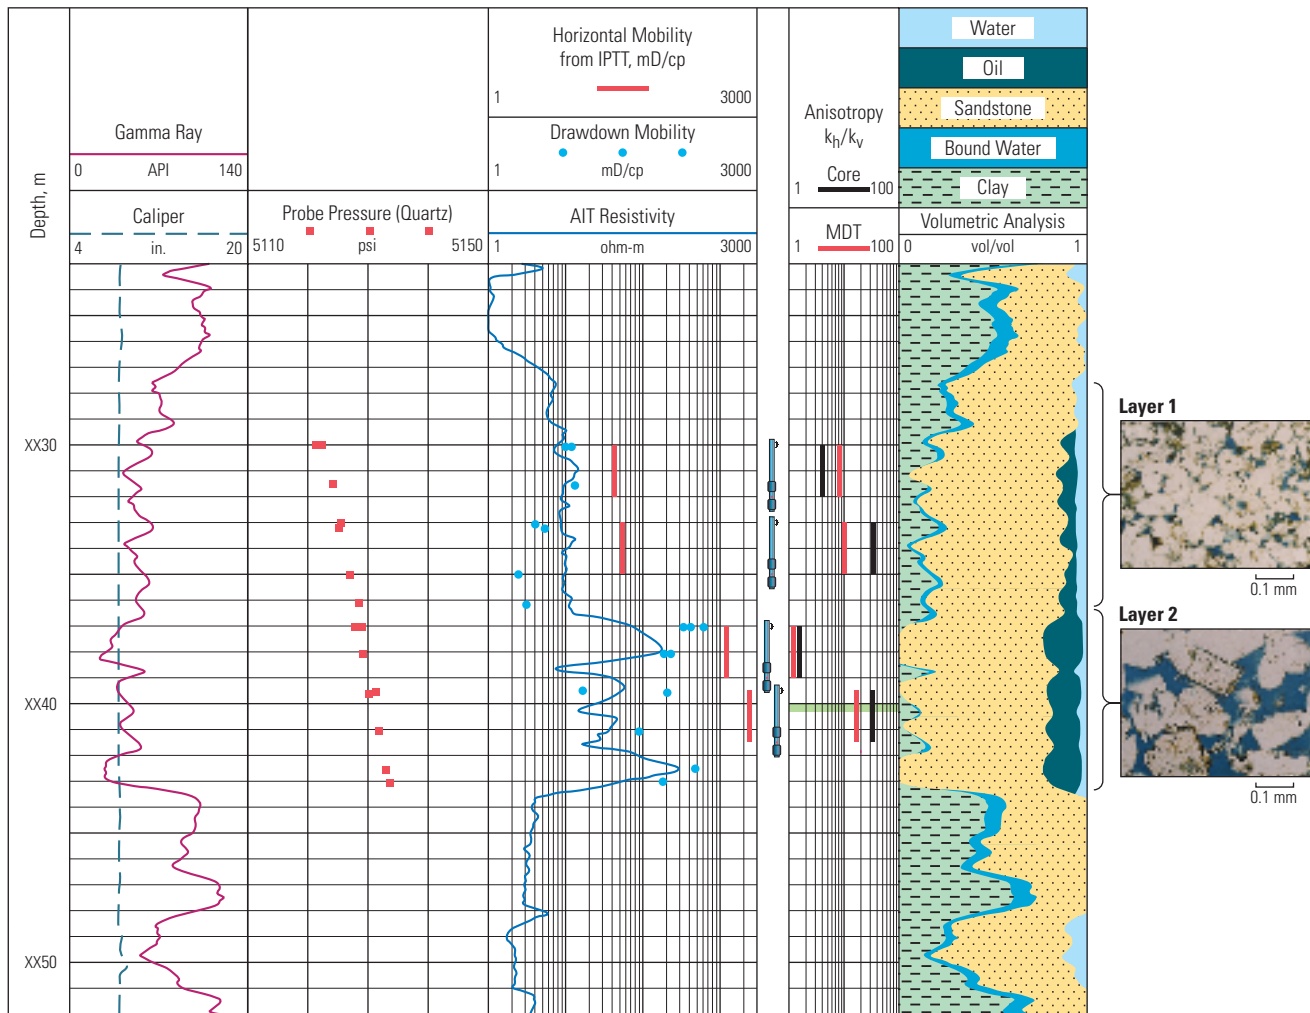 Horizontal Mobility
from IPTT, mD/cp
1 3000
Drawdown Mobility
1 mD/cp 3000
AIT Resistivity
1 ohm-m 3000
Gamma Ray
0 API 140
Caliper
4 in. 20
Depth, m
Probe Pressure (Quartz)
5110 psi 5150
Anisotropy
kh/kv
Core
1 100
MDT
1 100
Water
Oil
Sandstone
Bound Water
Clay
Volumetric Analysis
0 vol/vol 1
XX30
XX40
XX50
Layer 1
0.1 mm
Layer 2
0.1 mm